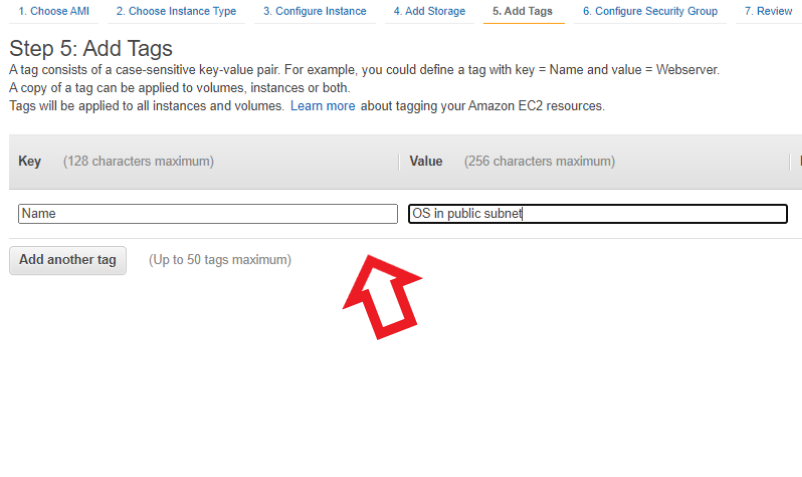 1. Choose AMI 2. Choose Instance Type 3. Configure Instance 4. Add Storage 5. Add Tags 6. Configure Security Group 7. Review
Step 5: Add Tags
A tag consists of a case-sensitive key-value pair. For example, you could define a tag with key = Name and value = Webserver.
A copy of a tag can be applied to volumes, instances or both.
Tags will be applied to all instances and volumes. Learn more about tagging your Amazon EC2 resources.
Key (128 characters maximum) Value (256 characters maximum)
Name OS in public subnet
Add another tag (Up to 50 tags maximum)